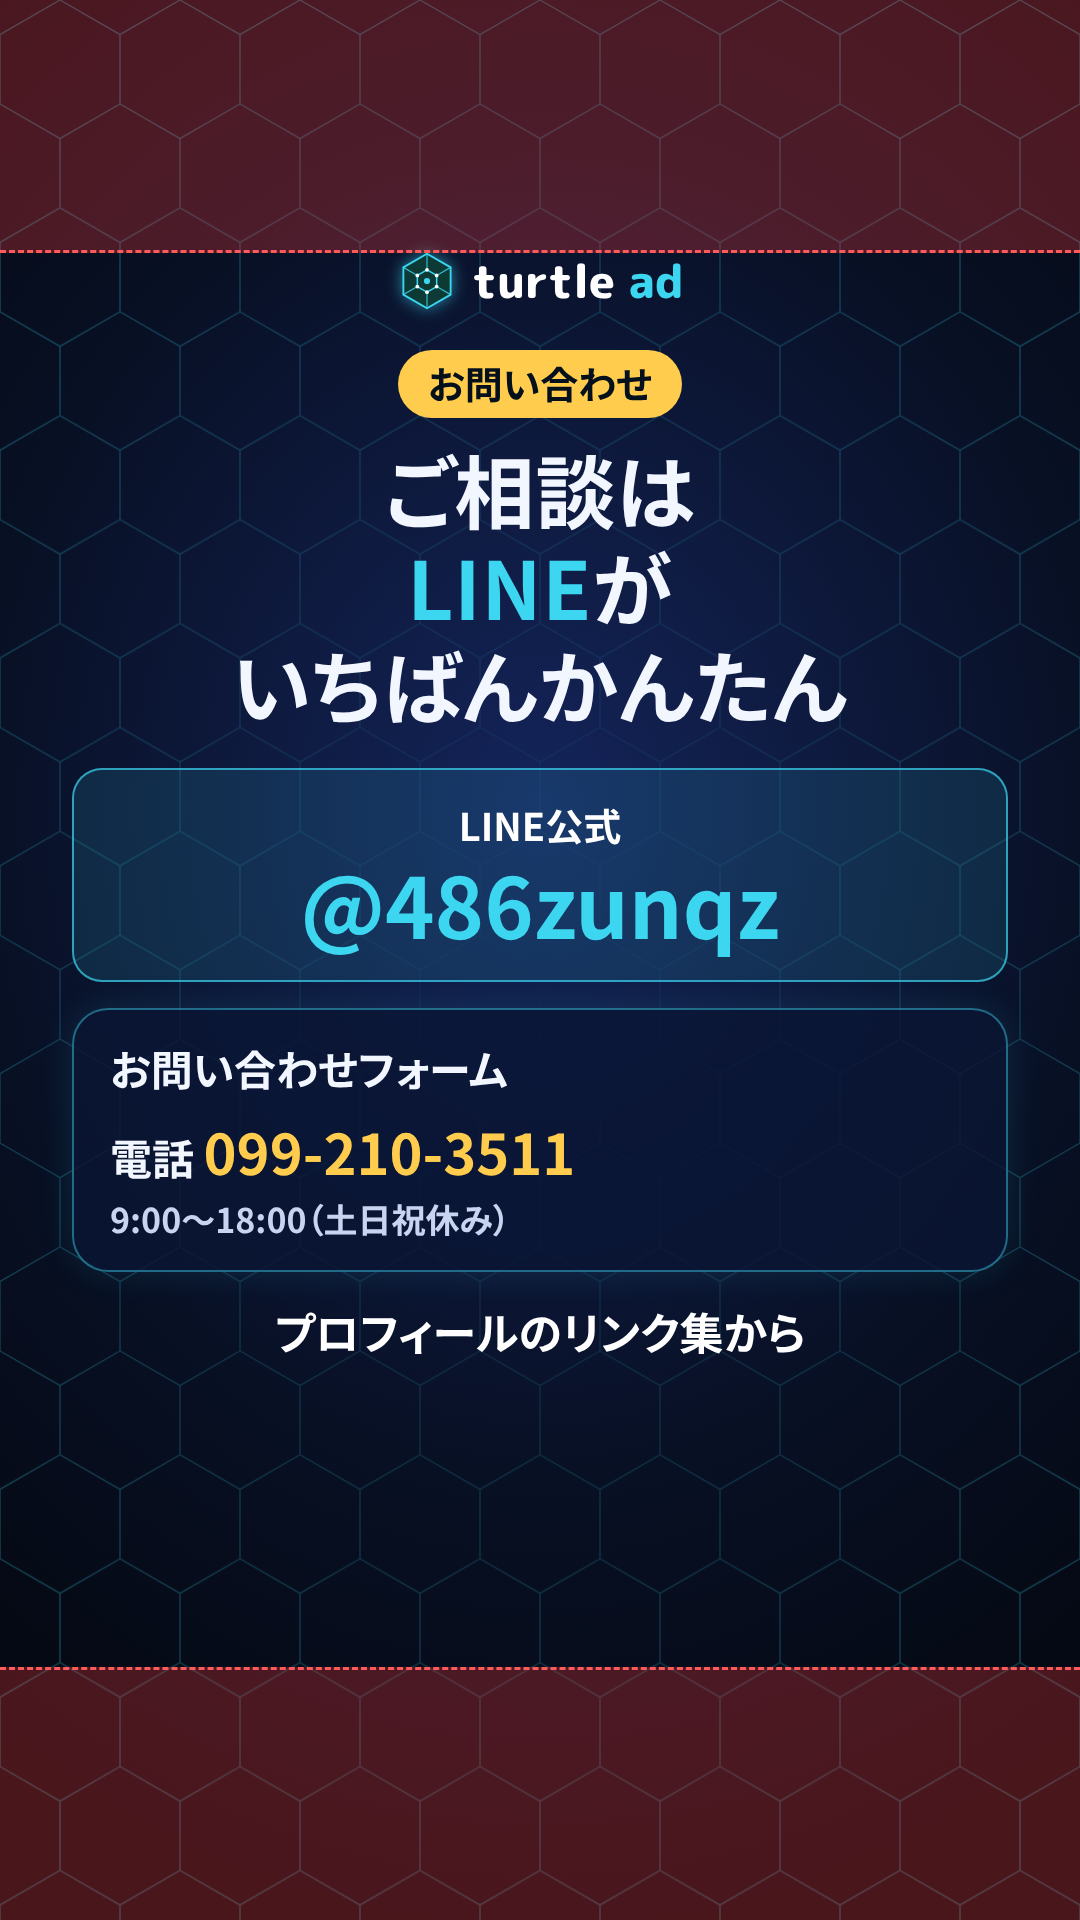 turtle ad
お問い合わせ
ご相談は
LINEが
いちばんかんたん
LINE公式
@486zunqz
お問い合わせフォーム
電話 099-210-3511
9:00〜18:00（土日祝休み）
プロフィールのリンク集から